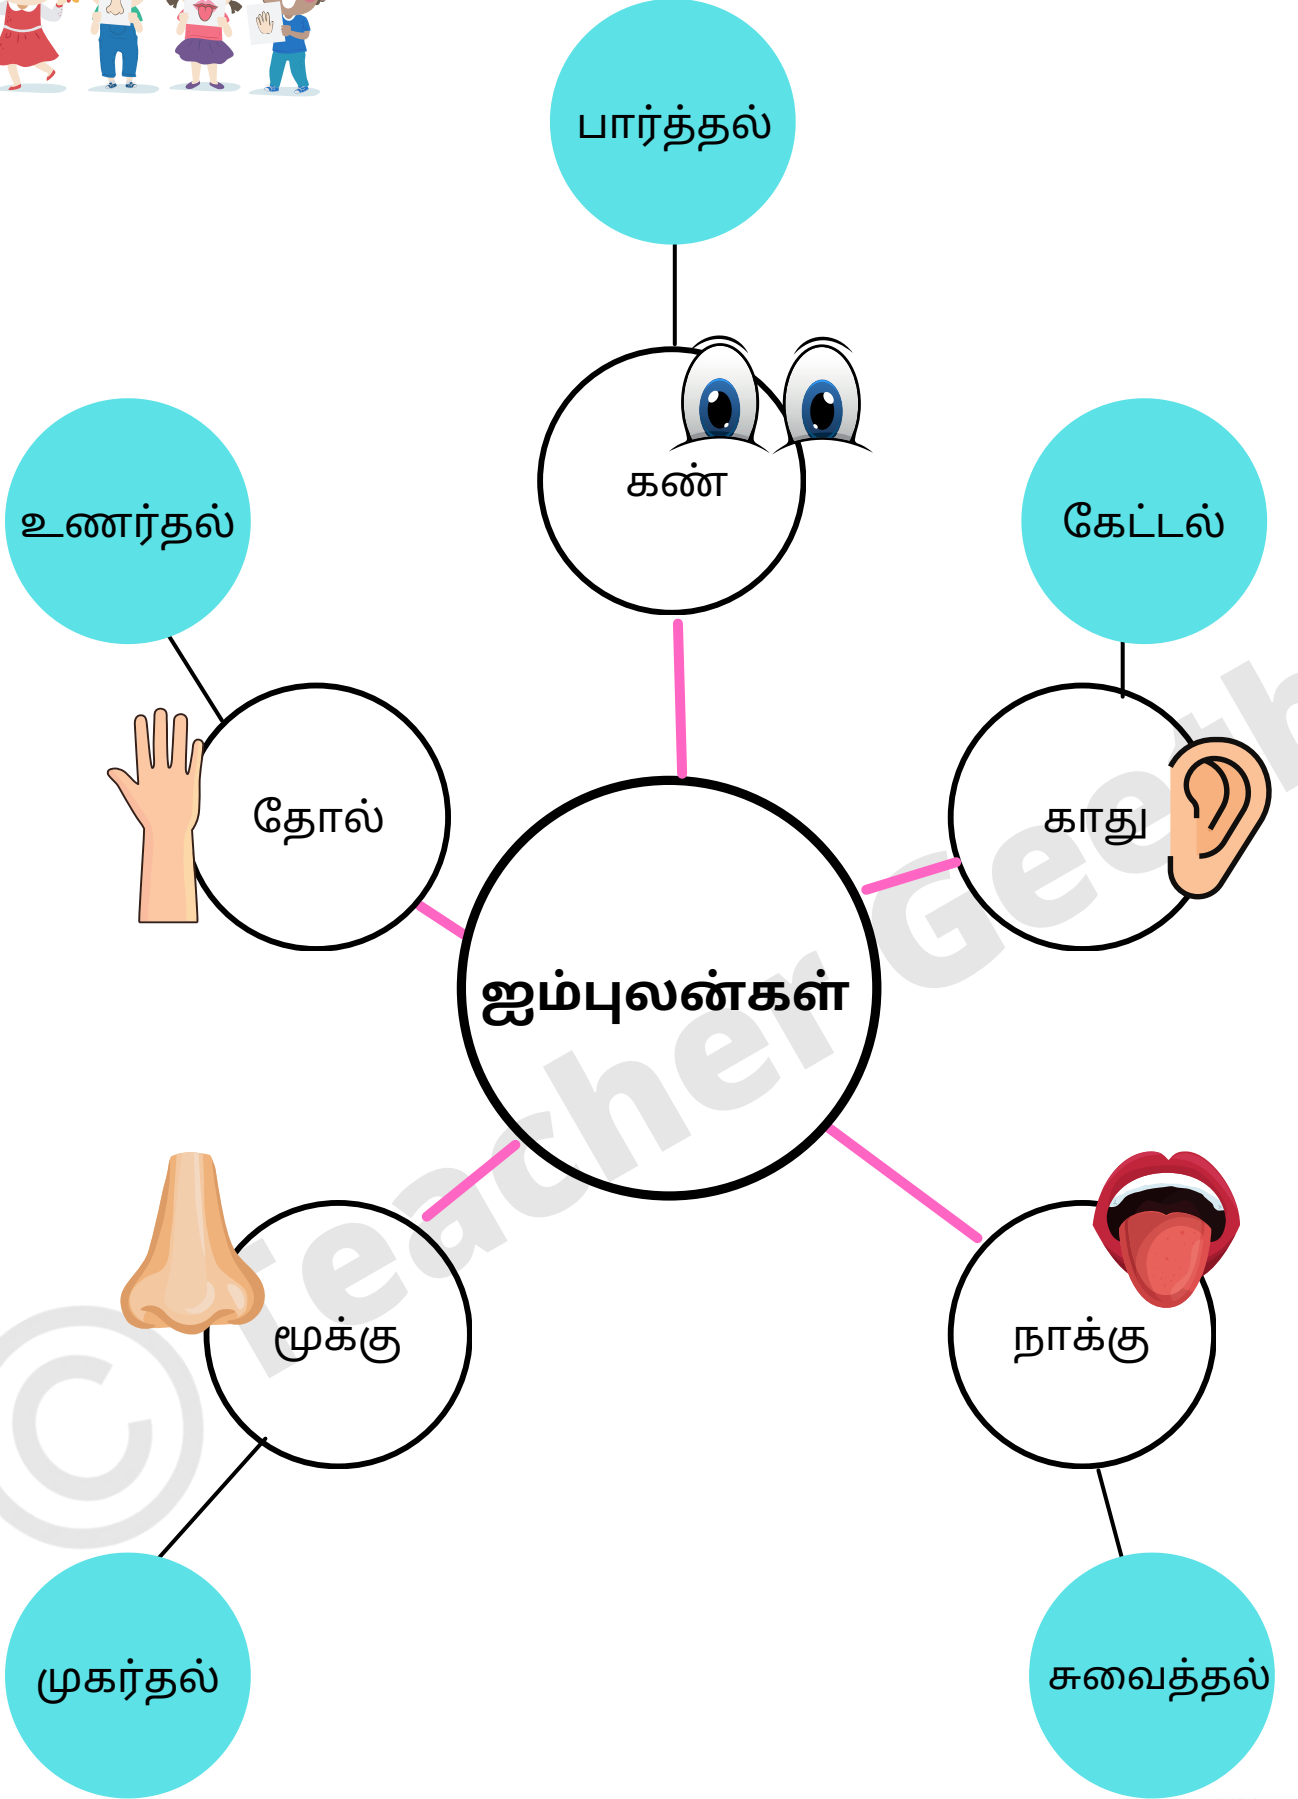 பார்த்தல்
கண்
உணர்தல்
கேட்டல்
தோல்
காது
ஐம்புலன்கள்
மூக்கு
நாக்கு
முகர்தல்
சுவைத்தல்
© Teacher Geeth